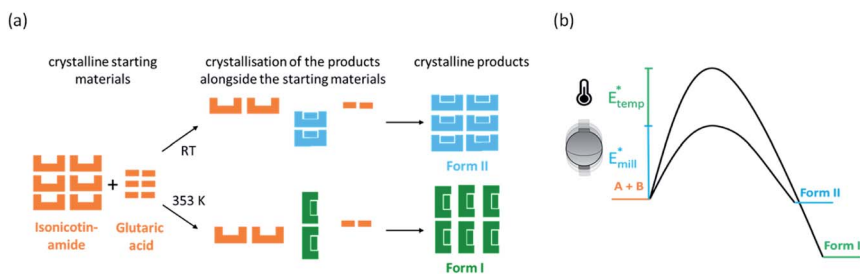 (a)
crystalline starting
materials
crystallisation of the products
alongside the starting materials
crystalline products
RT
353 K
+
Isonicotin-
amide
Glutaric
acid
Form II
Form I
(b)
E*temp
E*mill
A + B
Form II
Form I